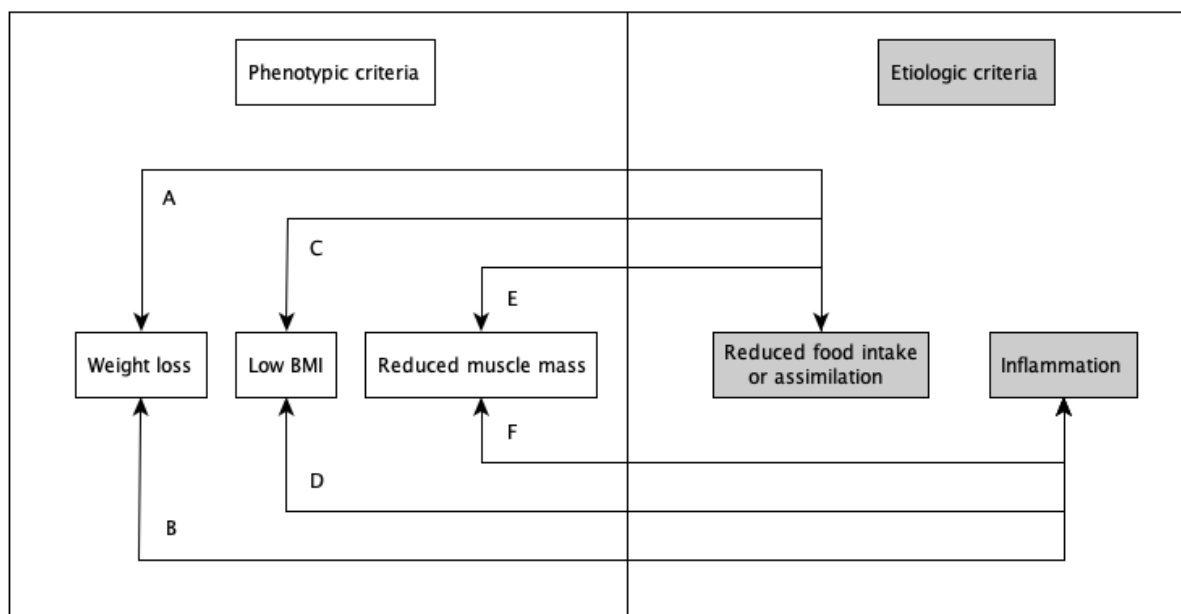 Phenotypic criteria
Etiologic criteria
A
C
E
Weight loss
Low BMI
Reduced muscle mass
Reduced food intake
or assimilation
Inflammation
F
D
B